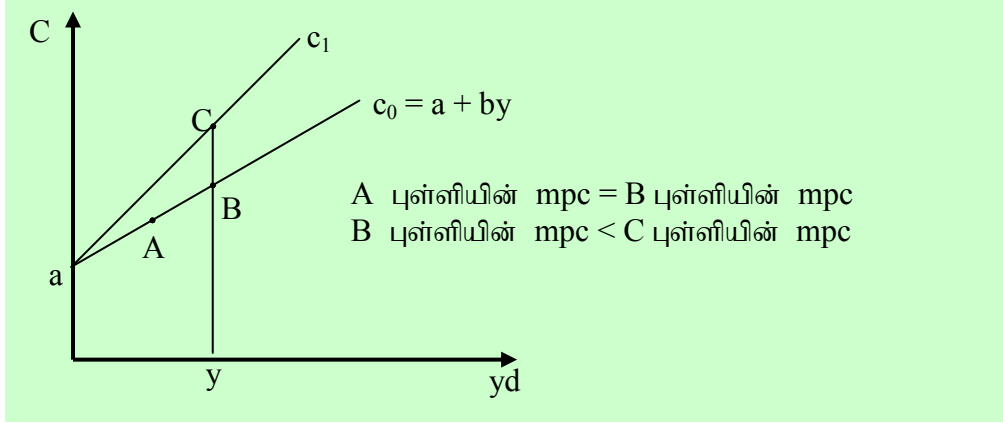 C
c₁
c₀ = a + by
C
B
A
A புள்ளியின் mpc = B புள்ளியின் mpc
B புள்ளியின் mpc < C புள்ளியின் mpc
a
y
yd